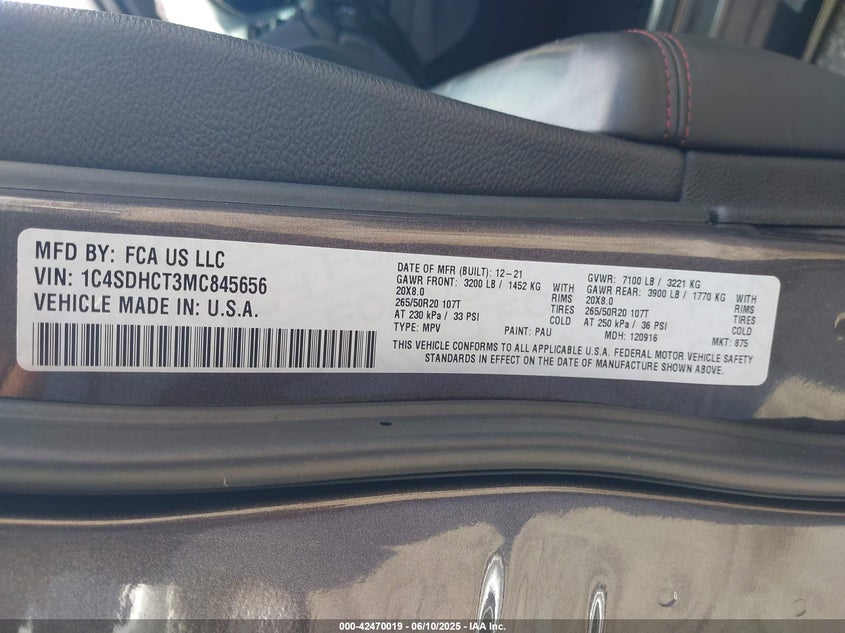 MFD BY: FCA US LLC
VIN: 1C4SDHCT3MC845656
VEHICLE MADE IN: U.S.A.
DATE OF MFR (BUILT): 12-21
GAWR FRONT: 3200 LB / 1452 KG WITH
20X8.0 RIMS
265/50R20 107T TIRES
AT 230 kPa / 33 PSI COLD
TYPE: MPV PAINT: PAU
GVWR: 7100 LB / 3221 KG
GAWR REAR: 3900 LB / 1770 KG WITH
20X8.0 RIMS
265/50R20 107T TIRES
AT 250 kPa / 36 PSI COLD
MDH: 120916 MKT: 875
THIS VEHICLE CONFORMS TO ALL APPLICABLE U.S.A. FEDERAL MOTOR VEHICLE SAFETY
STANDARDS IN EFFECT ON THE DATE OF MANUFACTURE SHOWN ABOVE.
000-42470019 - 06/10/2025 - IAA Inc.